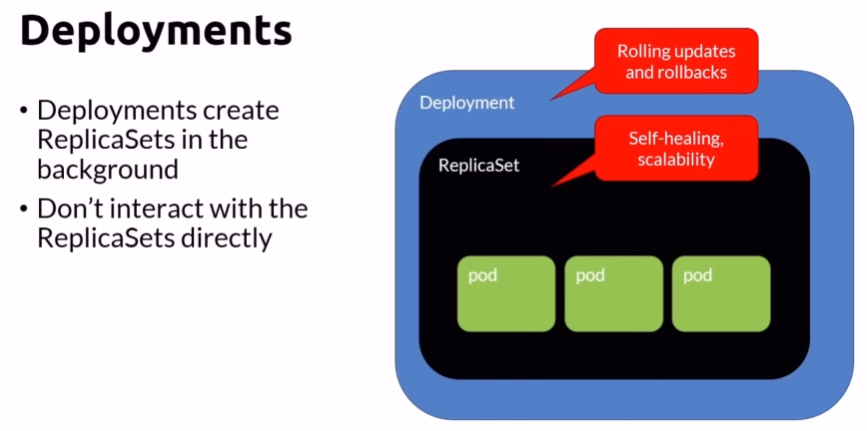 Deployments
• Deployments create
ReplicaSets in the
background
• Don’t interact with the
ReplicaSets directly
Rolling updates
and rollbacks
Deployment
Self-healing,
scalability
ReplicaSet
pod
pod
pod